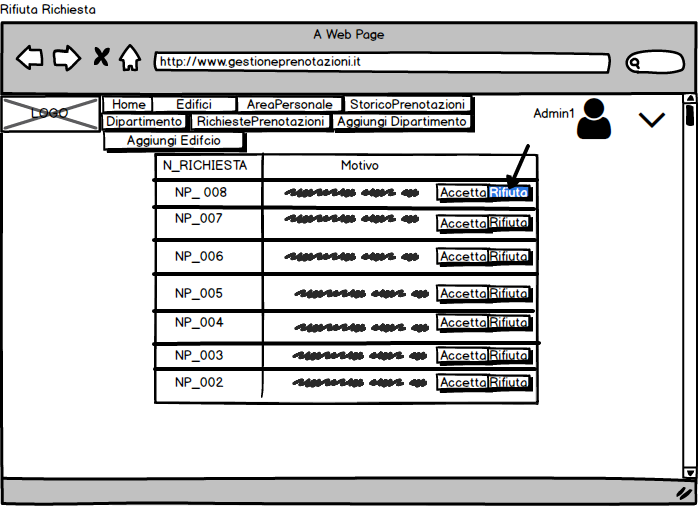 Rifiuta Richiesta
A Web Page
http://www.gestioneprenotazioni.it
LOGO
Home Edifici AreaPersonale StoricoPrenotazioni
Admin1
Dipartimento RichiestePrenotazioni Aggiungi Dipartimento
Aggiungi Edifcio
N_RICHIESTA Motivo
NP_ 008 Accetta Rifiuta
NP_007 Accetta Rifiuta
NP_006 Accetta Rifiuta
NP_005 Accetta Rifiuta
NP_004 Accetta Rifiuta
NP_003 Accetta Rifiuta
NP_002 Accetta Rifiuta